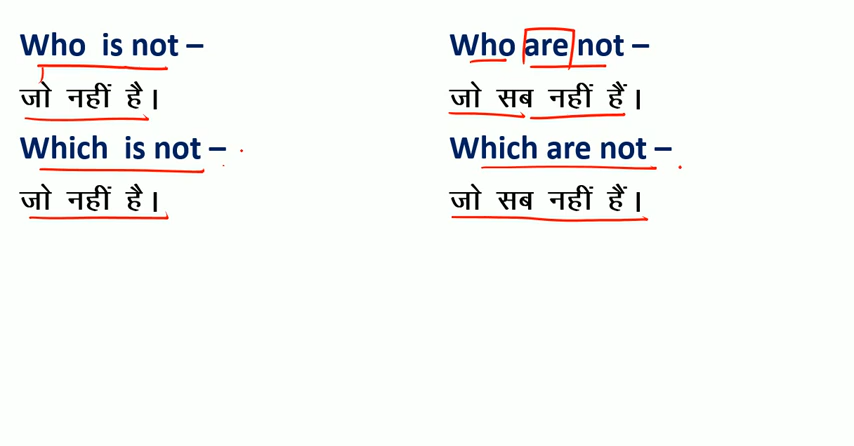 Who is not –
जो नहीं है।
Which is not –
जो नहीं है।
Who are not –
जो सब नहीं हैं।
Which are not –
जो सब नहीं हैं।